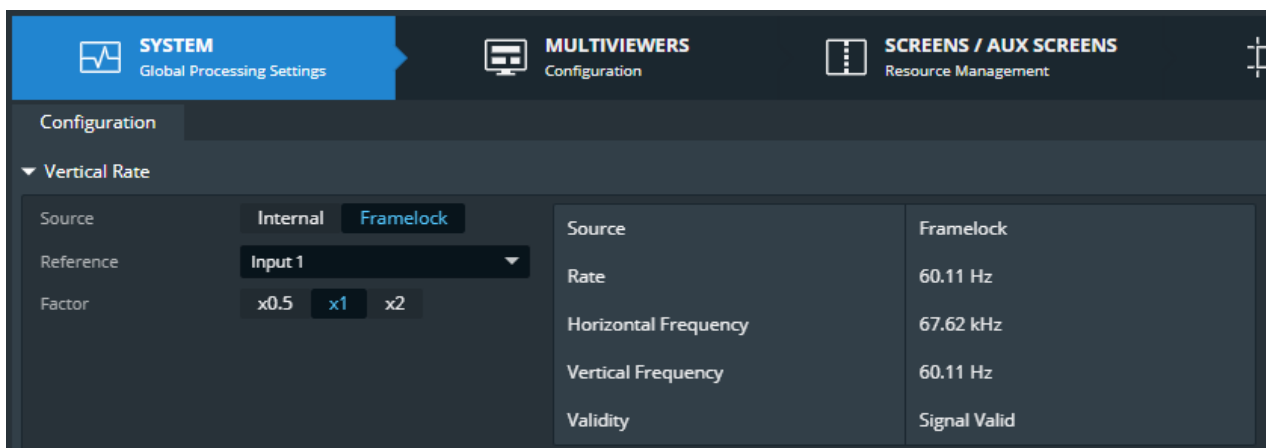 SYSTEM
Global Processing Settings
MULTIVIEWERS
Configuration
SCREENS / AUX SCREENS
Resource Management
Configuration
Vertical Rate
Source Internal Framelock
Reference Input 1
Factor x0.5 x1 x2
Source Framelock
Rate 60.11 Hz
Horizontal Frequency 67.62 kHz
Vertical Frequency 60.11 Hz
Validity Signal Valid